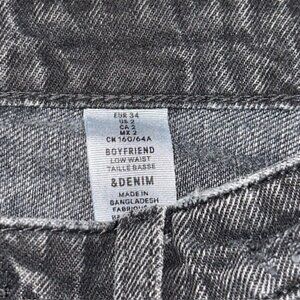 EUR 34
US 2
CA 2
MX 2
CN 160/64A
BOYFRIEND
LOW WAIST
TAILLE BASSE
&DENIM
MADE IN
BANGLADESH